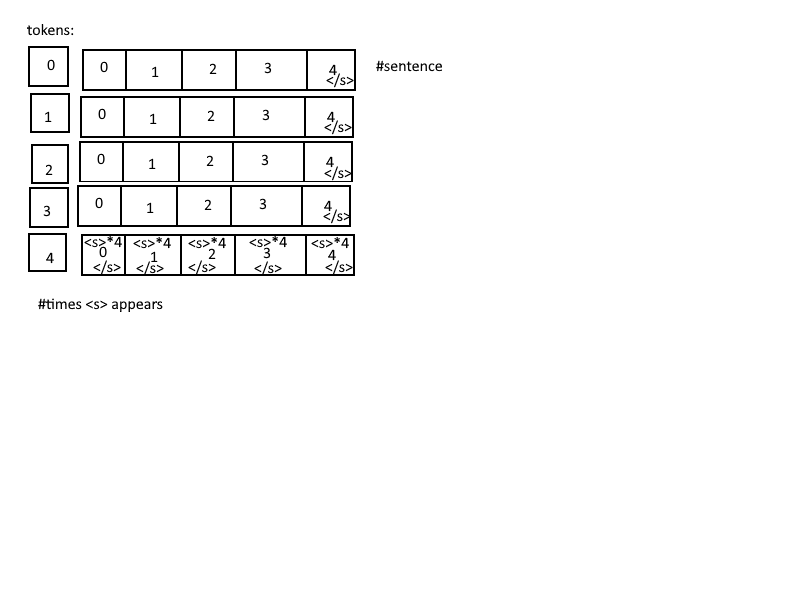 tokens:
0 0 1 2 3 4 </s> #sentence
1 0 1 2 3 4 </s>
2 0 1 2 3 4 </s>
3 0 1 2 3 4 </s>
<s>*4 <s>*4 <s>*4 <s>*4 <s>*4
4 0 1 2 3 4
</s> </s> </s> </s> </s>
#times <s> appears